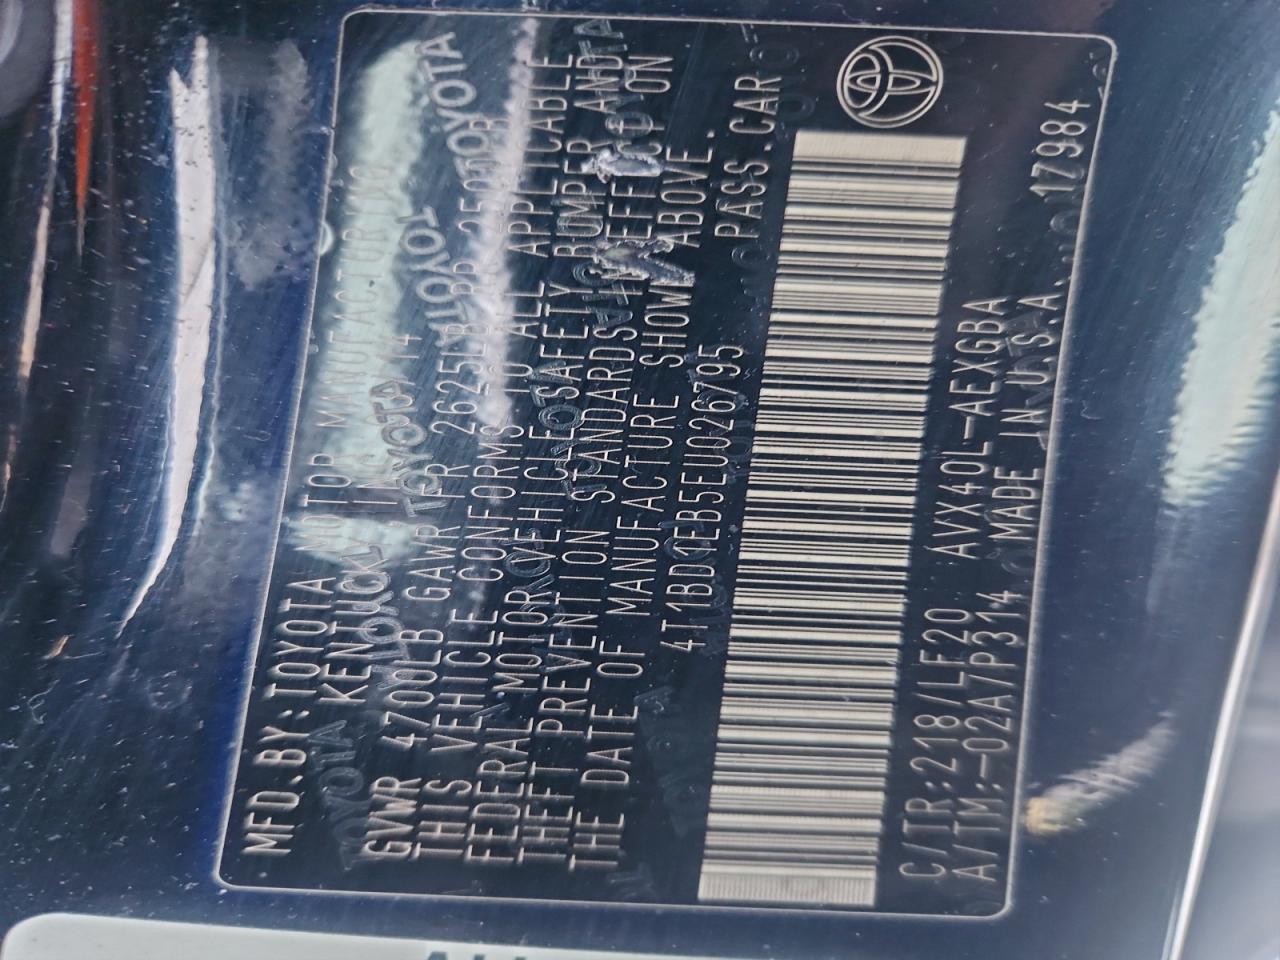 MFD.BY:TOYOTA MOTOR MANUFACTURING
KENTUCKY, INC.
GWWR 4700LB GAWR FR 2625LB RR 2500LB
THIS VEHICLE CONFORMS TO ALL APPLICABLE
FEDERAL MOTOR VEHICLE SAFETY, BUMPER AND
THEFT PREVENTION STANDARDS IN EFFECT ON
THE DATE OF MANUFACTURE SHOWN ABOVE.
4T1BD1EB5EU026795 PASS.CAR
C/TR:218/LF20 AVX40L-AEXGBA
A/TM:-02A/P314 MADE IN U.S.A. 1Z984